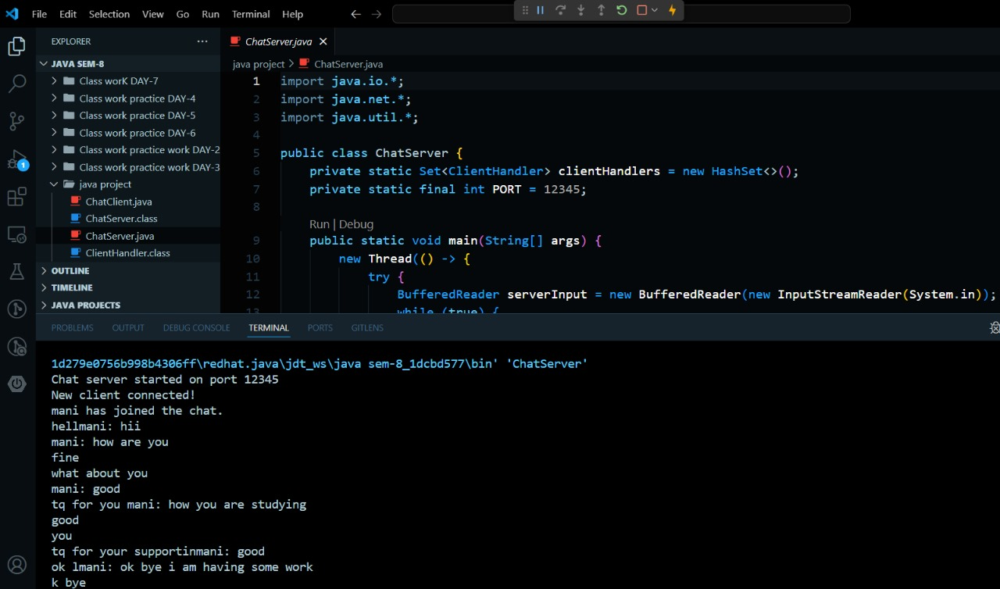 File Edit Selection View Go Run Terminal Help
EXPLORER
JAVA SEM-8
Class worK DAY-7
Class work practice DAY-4
Class work practice DAY-5
Class work practice DAY-6
Class work practice work DAY-2
Class work practice work DAY-3
java project
ChatClient.java
ChatServer.class
ChatServer.java
ClientHandler.class
OUTLINE
TIMELINE
JAVA PROJECTS
1
ChatServer.java
java project > ChatServer.java
1 import java.io.*;
2 import java.net.*;
3 import java.util.*;
4
5 public class ChatServer {
6 private static Set<ClientHandler> clientHandlers = new HashSet<>();
7 private static final int PORT = 12345;
8
Run | Debug
9 public static void main(String[] args) {
10 new Thread(() -> {
11 try {
12 BufferedReader serverInput = new BufferedReader(new InputStreamReader(System.in));
13 while (true) {
PROBLEMS OUTPUT DEBUG CONSOLE TERMINAL PORTS GITLENS
1d279e0756b998b4306ff\redhat.java\jdt_ws\java sem-8_1dcbd577\bin' 'ChatServer'
Chat server started on port 12345
New client connected!
mani has joined the chat.
hellmani: hii
mani: how are you
fine
what about you
mani: good
tq for you mani: how you are studying
good
you
tq for your supportinmani: good
ok lmani: ok bye i am having some work
k bye